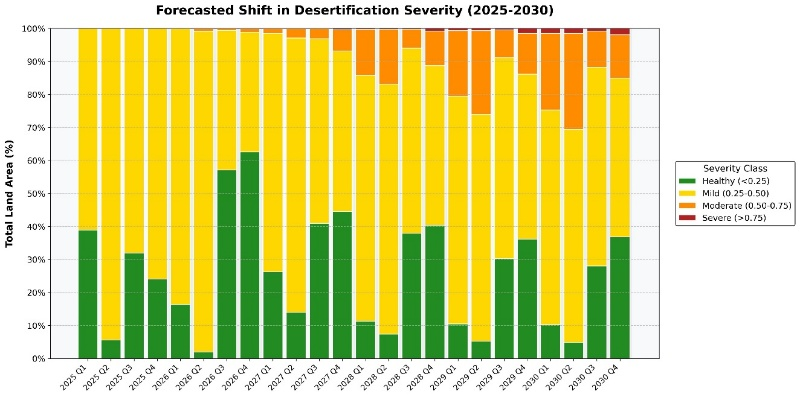 Forecasted Shift in Desertification Severity (2025-2030)
100%
90%
80%
70%
60%
50%
40%
30%
20%
10%
0%
Total Land Area (%)
2025 Q1
2025 Q2
2025 Q3
2025 Q4
2026 Q1
2026 Q2
2026 Q3
2026 Q4
2027 Q1
2027 Q2
2027 Q3
2027 Q4
2028 Q1
2028 Q2
2028 Q3
2028 Q4
2029 Q1
2029 Q2
2029 Q3
2029 Q4
2030 Q1
2030 Q2
2030 Q3
2030 Q4
Severity Class
Healthy (<0.25)
Mild (0.25-0.50)
Moderate (0.50-0.75)
Severe (>0.75)